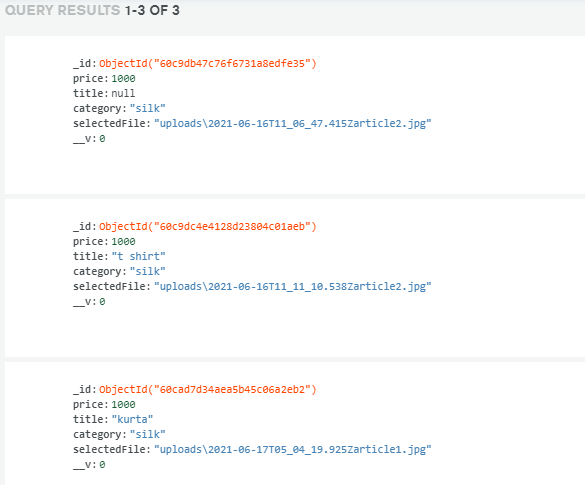 QUERY RESULTS 1-3 OF 3
_id: ObjectId("60c9db47c76f6731a8edfe35")
price: 1000
title: null
category: "silk"
selectedFile: "uploads\2021-06-16T11_06_47.415Zarticle2.jpg"
__v: 0
_id: ObjectId("60c9dc4e4128d23804c01aeb")
price: 1000
title: "t shirt"
category: "silk"
selectedFile: "uploads\2021-06-16T11_11_10.538Zarticle2.jpg"
__v: 0
_id: ObjectId("60cad7d34aea5b45c06a2eb2")
price: 1000
title: "kurta"
category: "silk"
selectedFile: "uploads\2021-06-17T05_04_19.925Zarticle1.jpg"
__v: 0